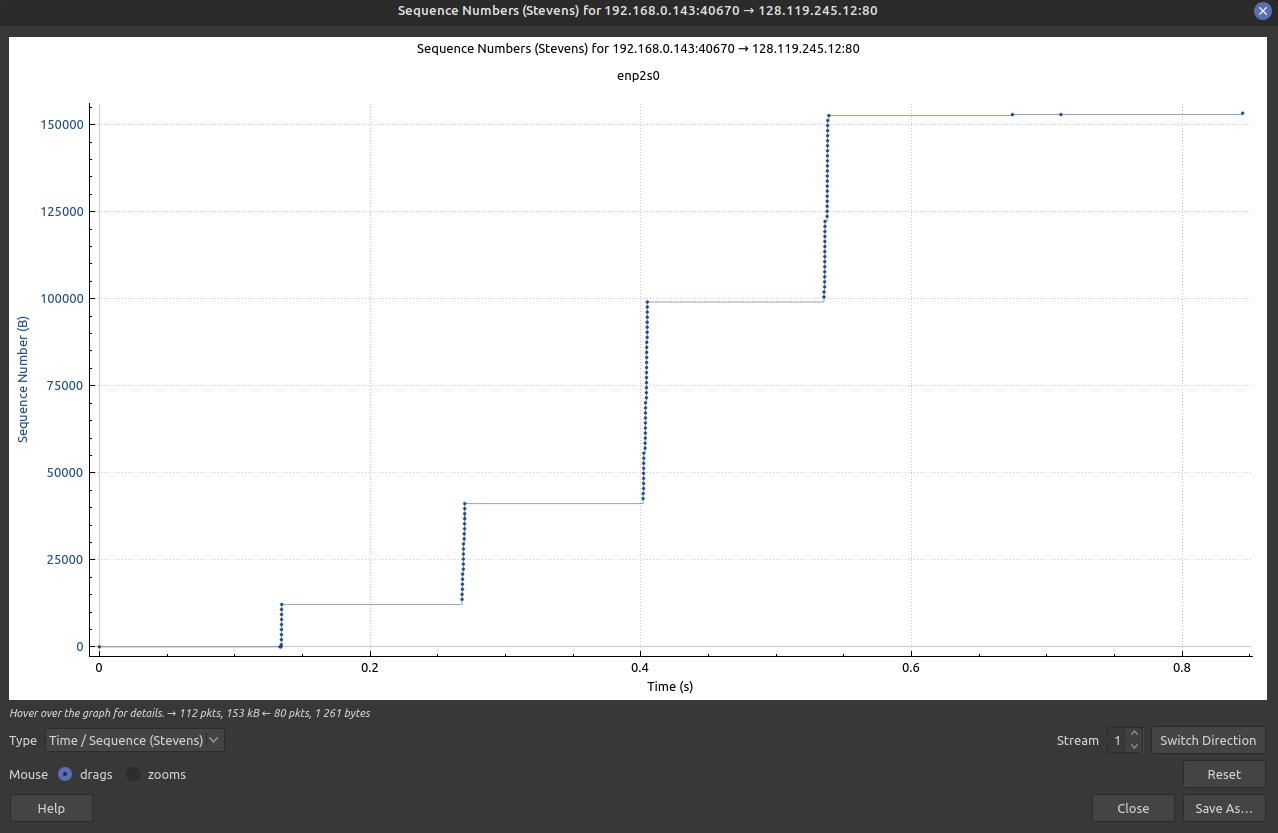 Sequence Numbers (Stevens) for 192.168.0.143:40670 → 128.119.245.12:80
Sequence Numbers (Stevens) for 192.168.0.143:40670 → 128.119.245.12:80
enp2s0
150000
125000
100000
75000
50000
25000
0
Sequence Number (B)
0 0.2 0.4 0.6 0.8
Time (s)
Hover over the graph for details. → 112 pkts, 153 kB ← 80 pkts, 1 261 bytes
Type Time / Sequence (Stevens) Stream 1 Switch Direction
Mouse drags zooms Reset
Help Close Save As…